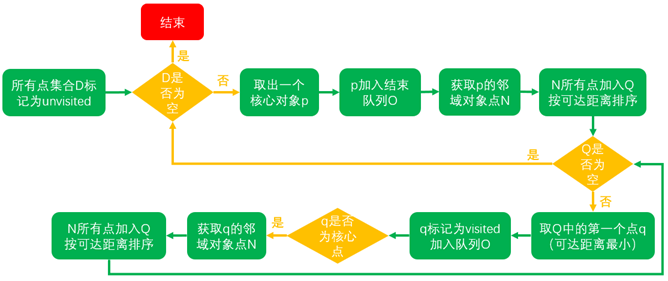 结束
是
所有点集合D标
记为unvisited
D是
否为
空
否
取出一个
核心对象p
p加入结束
队列O
获取p的邻
域对象点N
N所有点加入Q
按可达距离排序
是
Q是
否为
空
否
N所有点加入Q
按可达距离排序
获取q的邻
域对象点N
是
q是否
为核心
点
q标记为visited
加入队列O
取Q中的第一个点q
（可达距离最小）